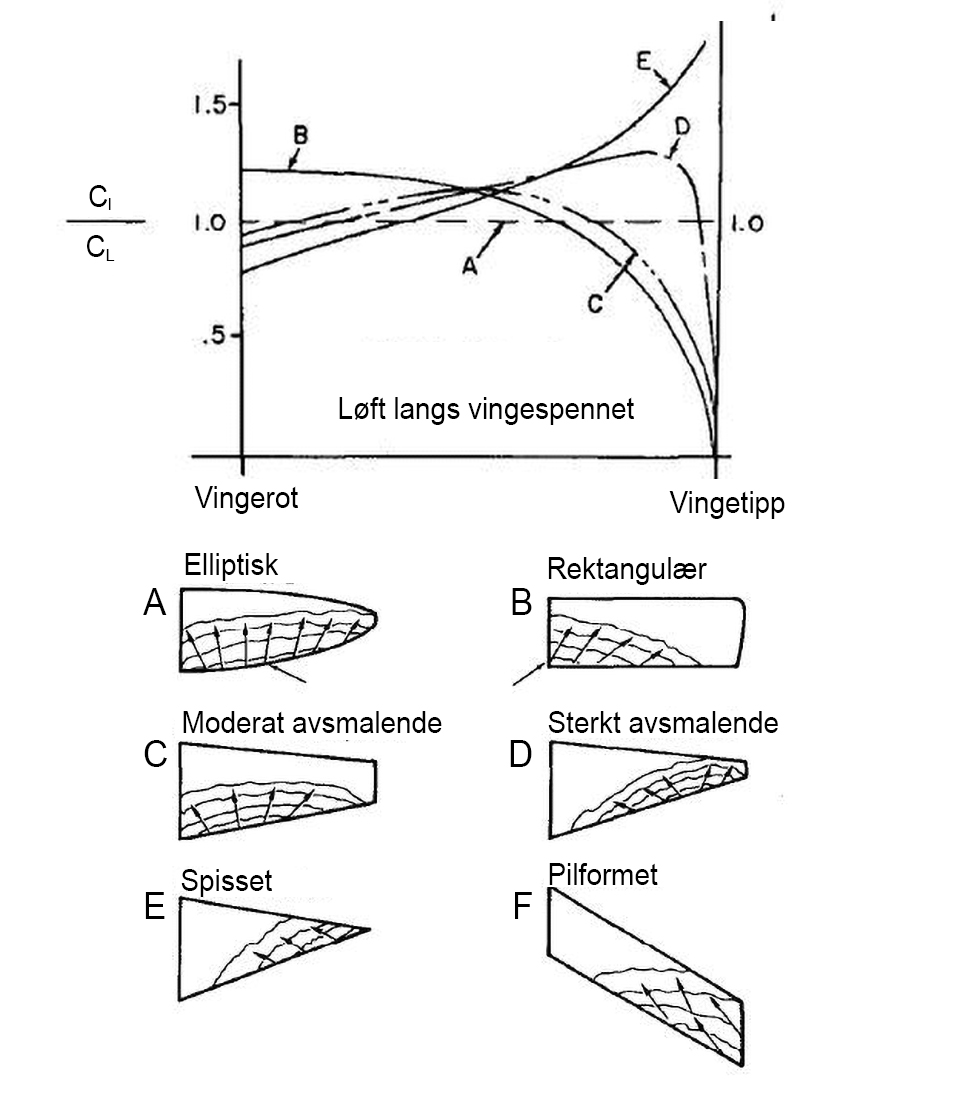 1.5
B
E
D
Cₗ
C_L
1.0
1.0
A
C
.5
Løft langs vingespennet
Vingerot
Vingetipp
Elliptisk
A
Rektangulær
B
Moderat avsmalende
C
Sterkt avsmalende
D
Spisset
E
Pilformet
F